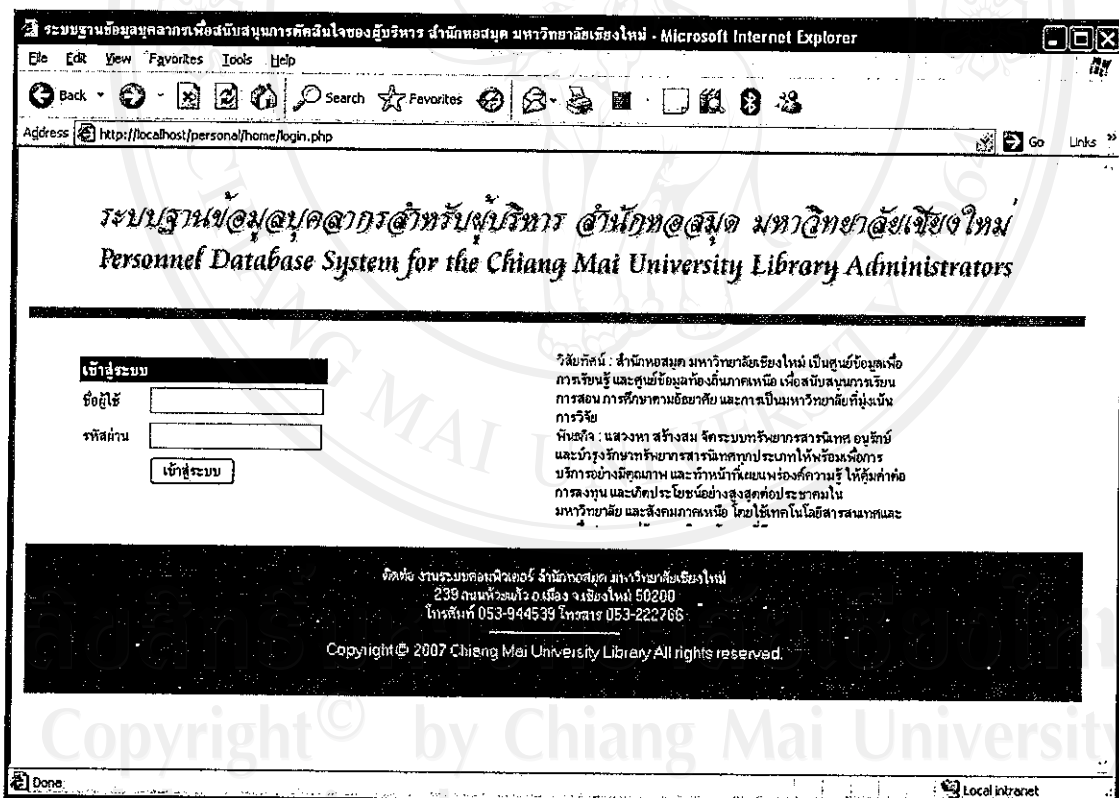 ระบบฐานข้อมูลบุคลากรเพื่อสนับสนุนการตัดสินใจของผู้บริหาร สำนักหอสมุด มหาวิทยาลัยเชียงใหม่ - Microsoft Internet Explorer
File Edit View Favorites Tools Help
Back Search Favorites
Address http://localhost/personal/home/login.php Go Links
ระบบฐานข้อมูลบุคลากรสำหรับผู้บริหาร สำนักหอสมุด มหาวิทยาลัยเชียงใหม่
Personnel Database System for the Chiang Mai University Library Administrators
เข้าสู่ระบบ
ชื่อผู้ใช้
รหัสผ่าน
เข้าสู่ระบบ
วิสัยทัศน์ : สำนักหอสมุด มหาวิทยาลัยเชียงใหม่ เป็นศูนย์ข้อมูลเพื่อ
การเรียนรู้ และศูนย์ข้อมูลท้องถิ่นภาคเหนือ เพื่อสนับสนุนการเรียน
การสอน การศึกษาตามอัธยาศัย และการเป็นมหาวิทยาลัยที่มุ่งเน้น
การวิจัย
พันธกิจ : แสวงหา สร้างสม จัดระบบทรัพยากรสารนิเทศ อนุรักษ์
และบำรุงรักษาทรัพยากรสารนิเทศทุกประเภทให้พร้อมเพื่อการ
บริการอย่างมีคุณภาพ และทำหน้าที่เผยแพร่องค์ความรู้ ให้คุ้มค่าต่อ
การลงทุน และเกิดประโยชน์อย่างสูงสุดต่อประชาคมใน
มหาวิทยาลัย และสังคมภาคเหนือ โดยใช้เทคโนโลยีสารสนเทศและ
ติดต่อ งานระบบคอมพิวเตอร์ สำนักหอสมุด มหาวิทยาลัยเชียงใหม่
239 ถนนห้วยแก้ว อ.เมือง จ.เชียงใหม่ 50200
โทรศัพท์ 053-944539 โทรสาร 053-222766
Copyright © 2007 Chiang Mai University Library All rights reserved.
Copyright© by Chiang Mai University
Done
Local intranet
CHIANG MAI UNIVERSITY 1964